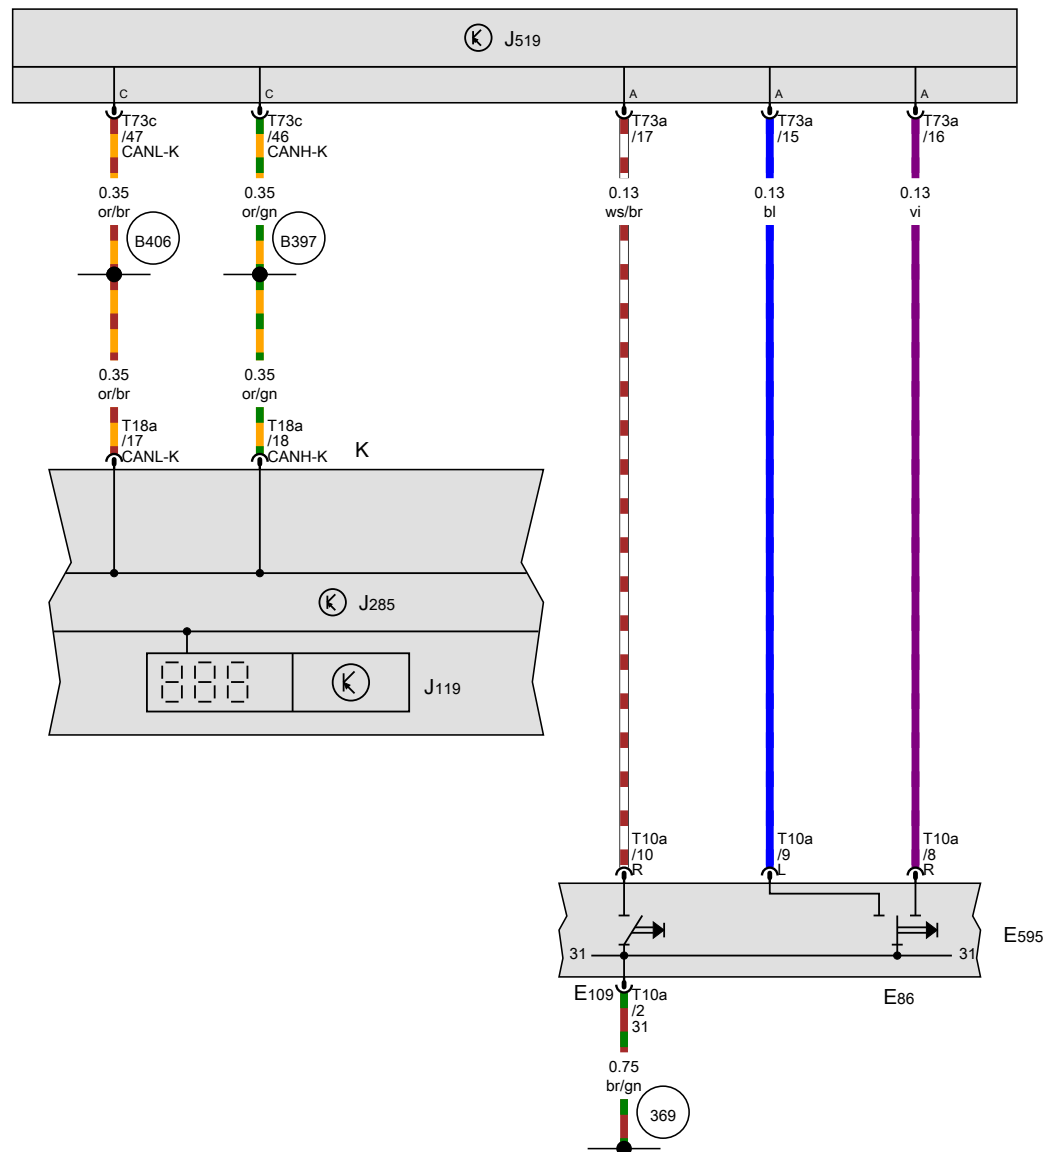 J519
C
C
A
A
A
T73c
/47
CANL-K
T73c
/46
CANH-K
T73a
/17
T73a
/15
T73a
/16
0.35
or/br
0.35
or/gn
0.13
ws/br
0.13
bl
0.13
vi
B406
B397
0.35
or/br
0.35
or/gn
T18a
/17
CANL-K
T18a
/18
CANH-K
K
J285
J119
T10a
/10
R
T10a
/9
L
T10a
/8
R
E595
31
31
E109
T10a
/2
31
E86
0.75
br/gn
369